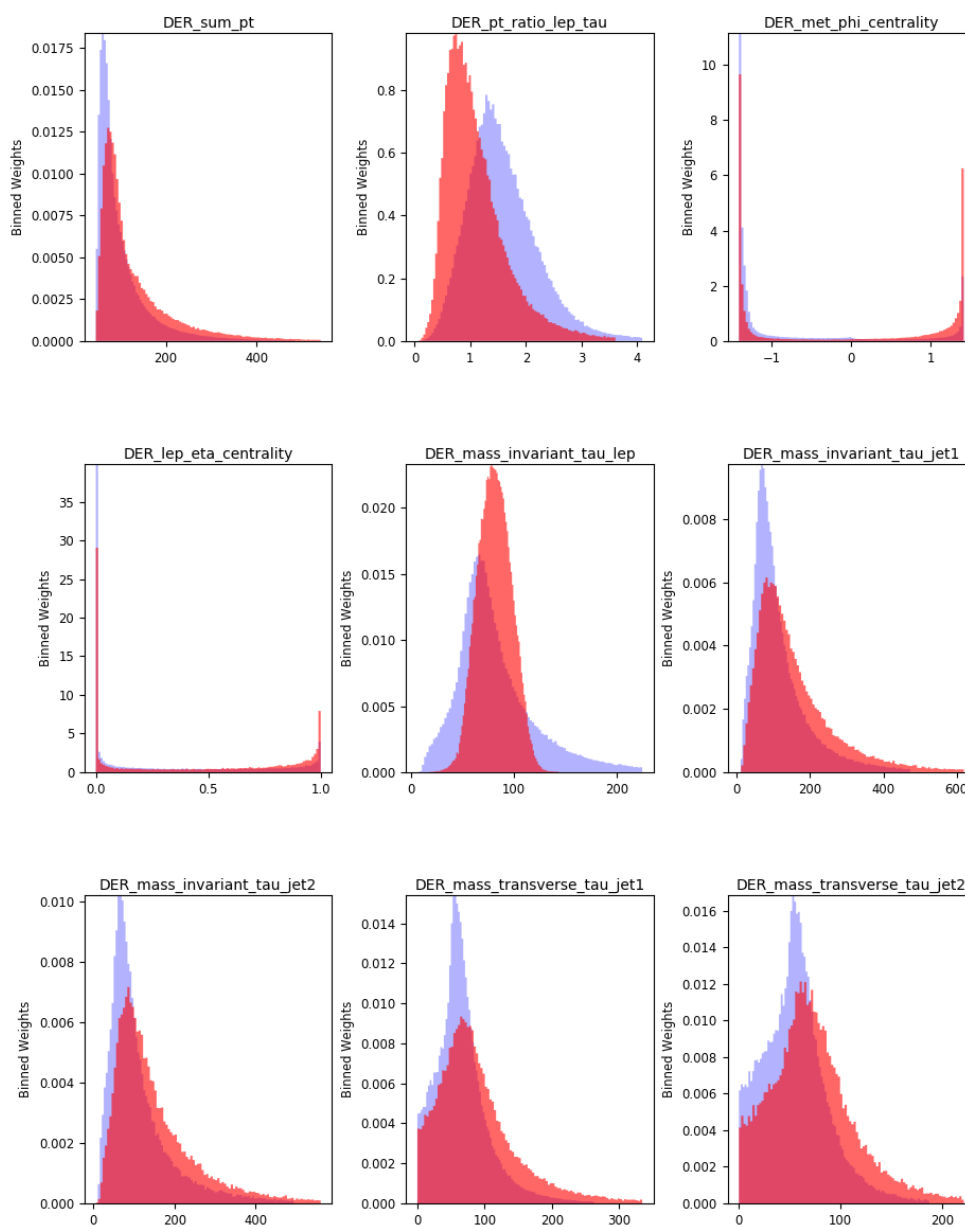 DER_sum_pt
Binned Weights
0.0175
0.0150
0.0125
0.0100
0.0075
0.0050
0.0025
0.0000
200 400
DER_pt_ratio_lep_tau
Binned Weights
0.8
0.6
0.4
0.2
0.0
0 1 2 3 4
DER_met_phi_centrality
Binned Weights
10
8
6
4
2
0
−1 0 1
DER_lep_eta_centrality
Binned Weights
35
30
25
20
15
10
5
0
0.0 0.5 1.0
DER_mass_invariant_tau_lep
Binned Weights
0.020
0.015
0.010
0.005
0.000
0 100 200
DER_mass_invariant_tau_jet1
Binned Weights
0.008
0.006
0.004
0.002
0.000
0 200 400 600
DER_mass_invariant_tau_jet2
Binned Weights
0.010
0.008
0.006
0.004
0.002
0.000
0 200 400
DER_mass_transverse_tau_jet1
Binned Weights
0.014
0.012
0.010
0.008
0.006
0.004
0.002
0.000
0 100 200 300
DER_mass_transverse_tau_jet2
Binned Weights
0.016
0.014
0.012
0.010
0.008
0.006
0.004
0.002
0.000
0 100 200